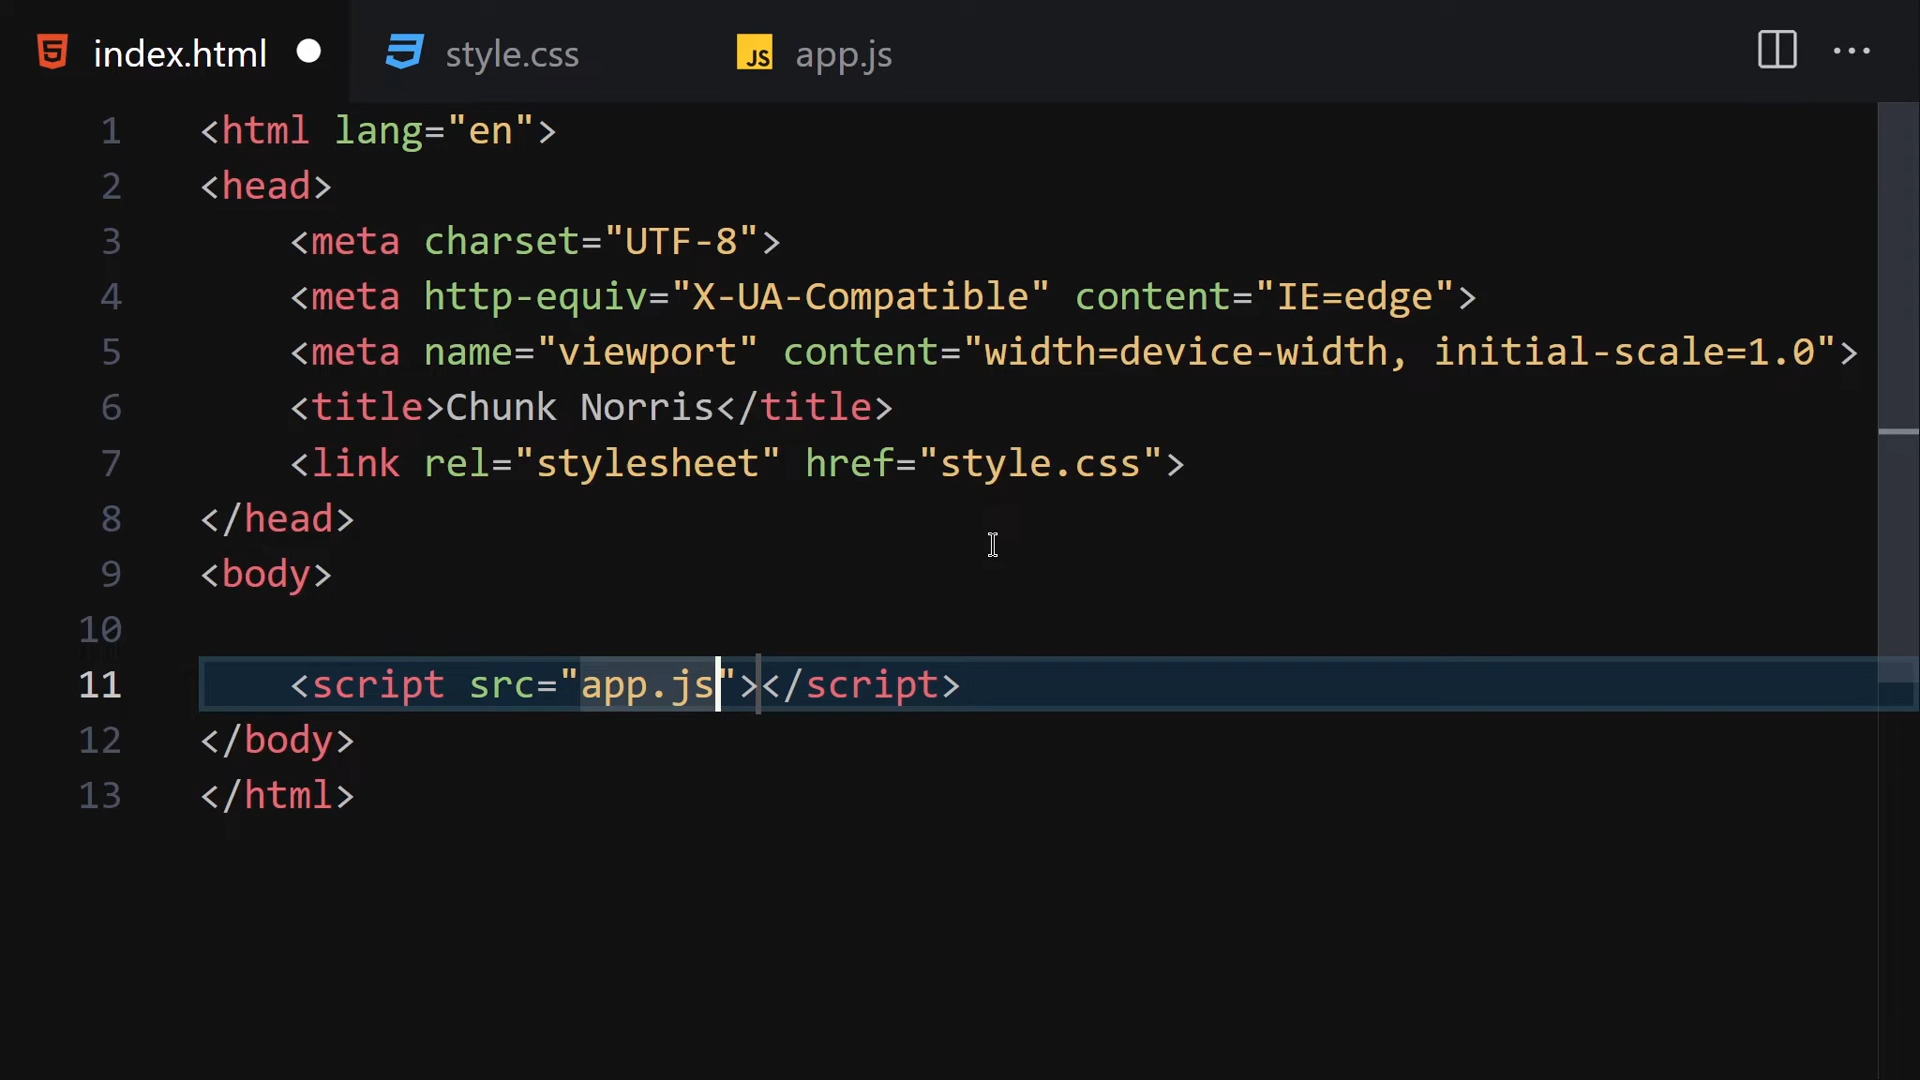 index.html style.css JS app.js
1 <html lang="en">
2 <head>
3 <meta charset="UTF-8">
4 <meta http-equiv="X-UA-Compatible" content="IE=edge">
5 <meta name="viewport" content="width=device-width, initial-scale=1.0">
6 <title>Chunk Norris</title>
7 <link rel="stylesheet" href="style.css">
8 </head>
9 <body>
10
11 <script src="app.js"></script>
12 </body>
13 </html>